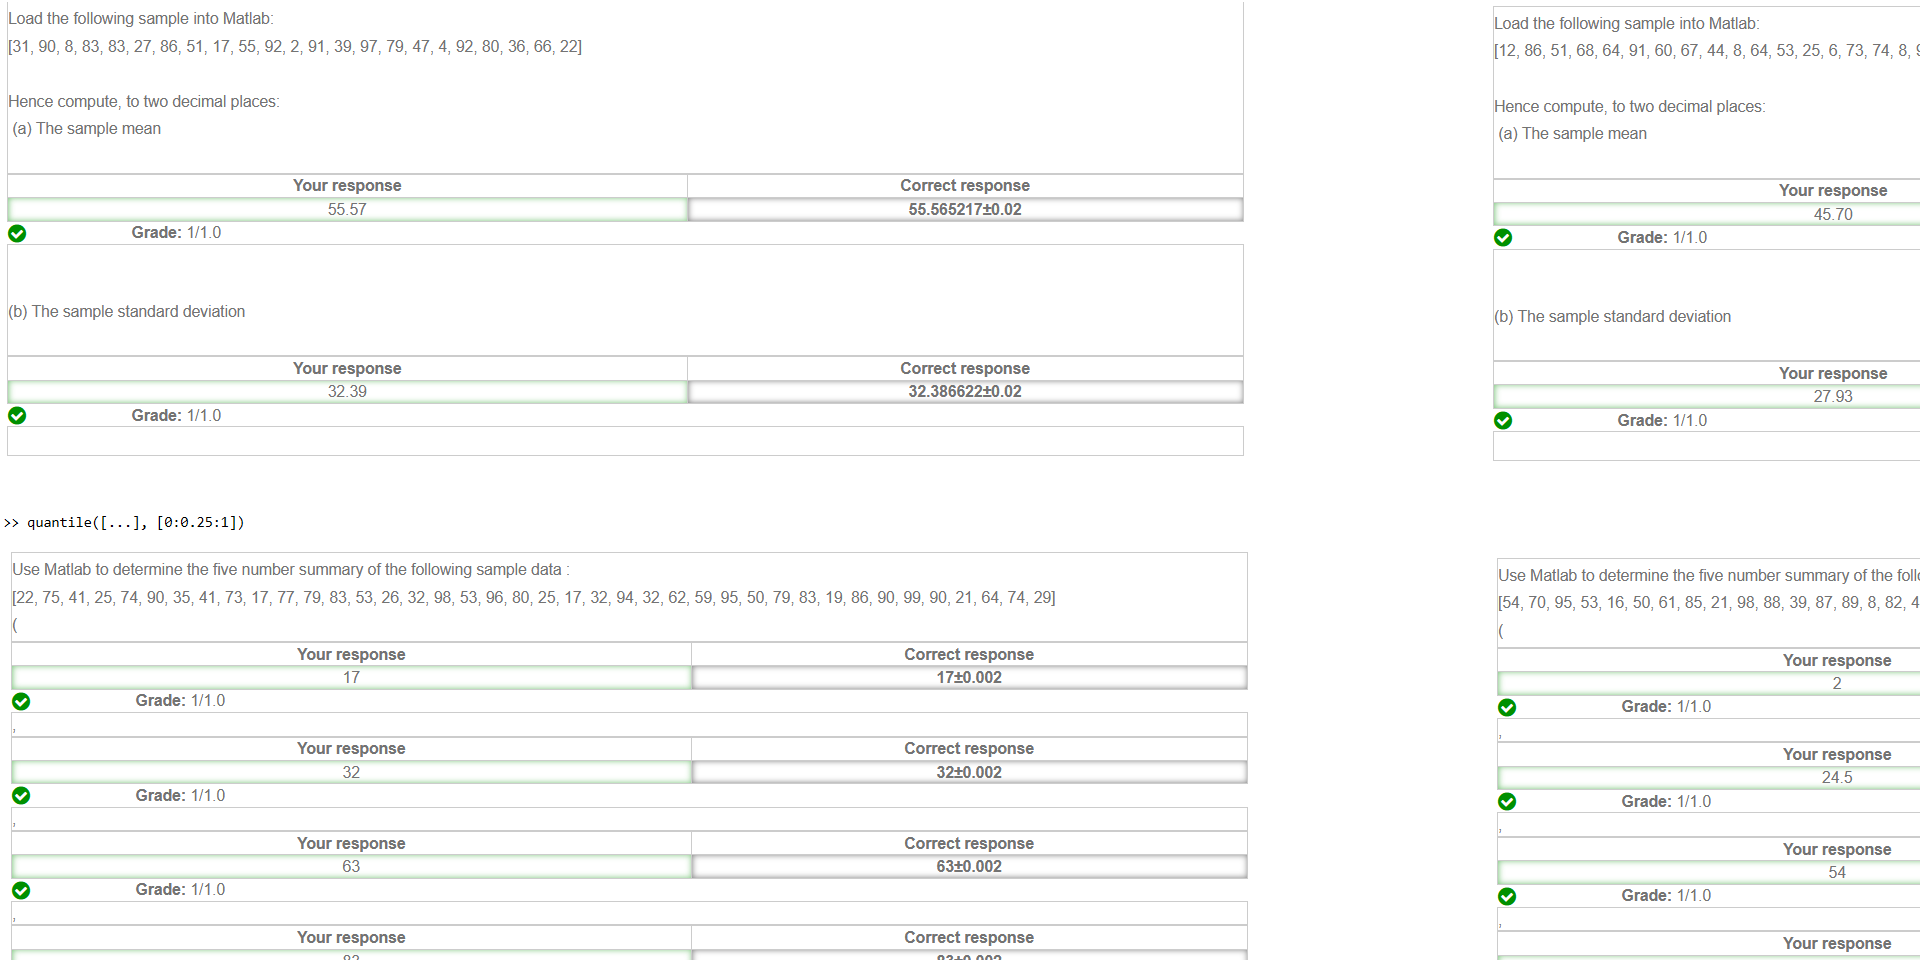 Load the following sample into Matlab:
[31, 90, 8, 83, 83, 27, 86, 51, 17, 55, 92, 2, 91, 39, 97, 79, 47, 4, 92, 80, 36, 66, 22]
Hence compute, to two decimal places:
(a) The sample mean
Your response Correct response
55.57 55.565217±0.02
Grade: 1/1.0
(b) The sample standard deviation
Your response Correct response
32.39 32.386622±0.02
Grade: 1/1.0
>> quantile([...], [0:0.25:1])
Use Matlab to determine the five number summary of the following sample data :
[22, 75, 41, 25, 74, 90, 35, 41, 73, 17, 77, 79, 83, 53, 26, 32, 98, 53, 96, 80, 25, 17, 32, 94, 32, 62, 59, 95, 50, 79, 83, 19, 86, 90, 99, 90, 21, 64, 74, 29]
(
Your response Correct response
17 17±0.002
Grade: 1/1.0
,
Your response Correct response
32 32±0.002
Grade: 1/1.0
,
Your response Correct response
63 63±0.002
Grade: 1/1.0
,
Your response Correct response
83 83±0.002
Load the following sample into Matlab:
[12, 86, 51, 68, 64, 91, 60, 67, 44, 8, 64, 53, 25, 6, 73, 74, 8,
Hence compute, to two decimal places:
(a) The sample mean
Your response
45.70
Grade: 1/1.0
(b) The sample standard deviation
Your response
27.93
Grade: 1/1.0
Use Matlab to determine the five number summary of the
[54, 70, 95, 53, 16, 50, 61, 85, 21, 98, 88, 39, 87, 89, 8, 82,
(
Your response
2
Grade: 1/1.0
,
Your response
24.5
Grade: 1/1.0
,
Your response
54
Grade: 1/1.0
,
Your response